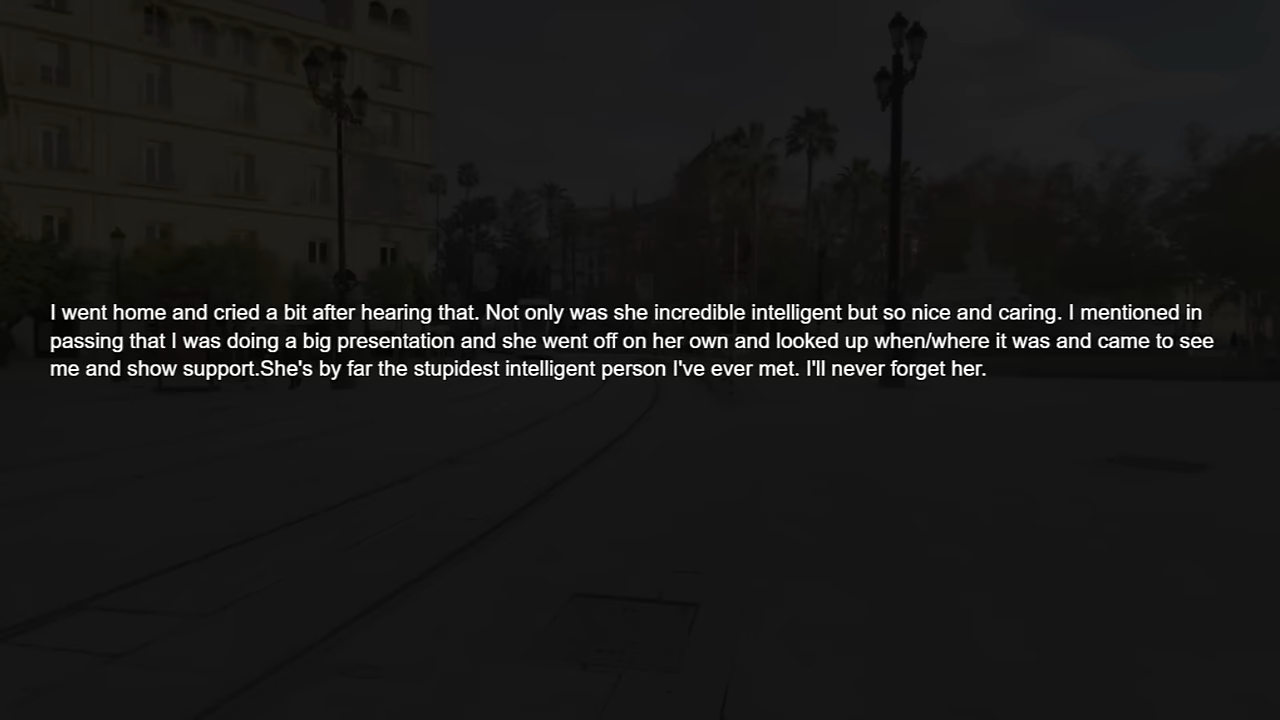 I went home and cried a bit after hearing that. Not only was she incredible intelligent but so nice and caring. I mentioned in
passing that I was doing a big presentation and she went off on her own and looked up when/where it was and came to see
me and show support.She's by far the stupidest intelligent person I've ever met. I'll never forget her.